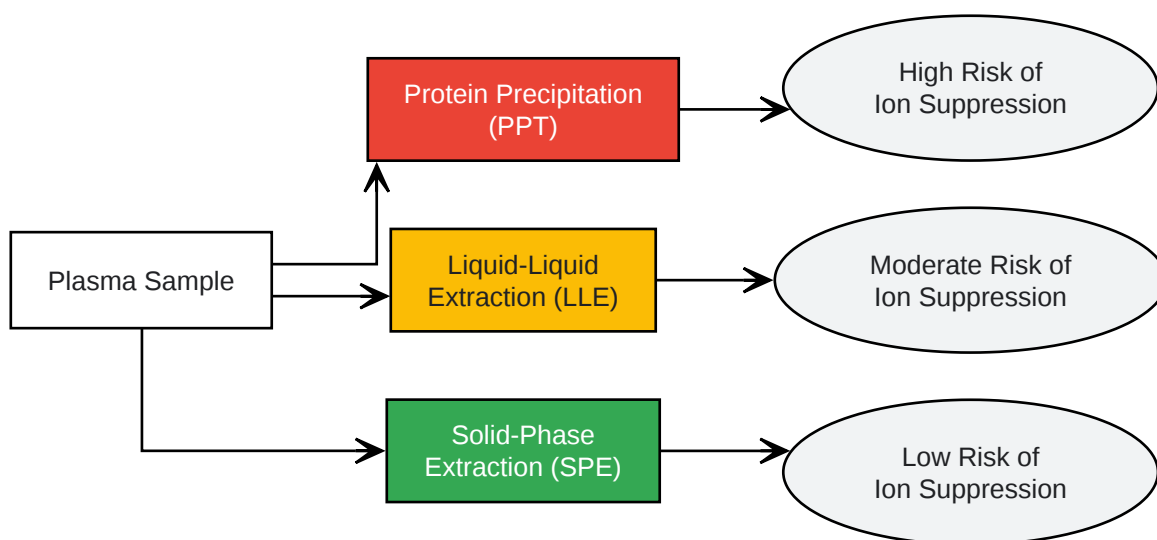 Plasma Sample
Protein Precipitation
(PPT)
High Risk of
Ion Suppression
Liquid-Liquid
Extraction (LLE)
Moderate Risk of
Ion Suppression
Solid-Phase
Extraction (SPE)
Low Risk of
Ion Suppression